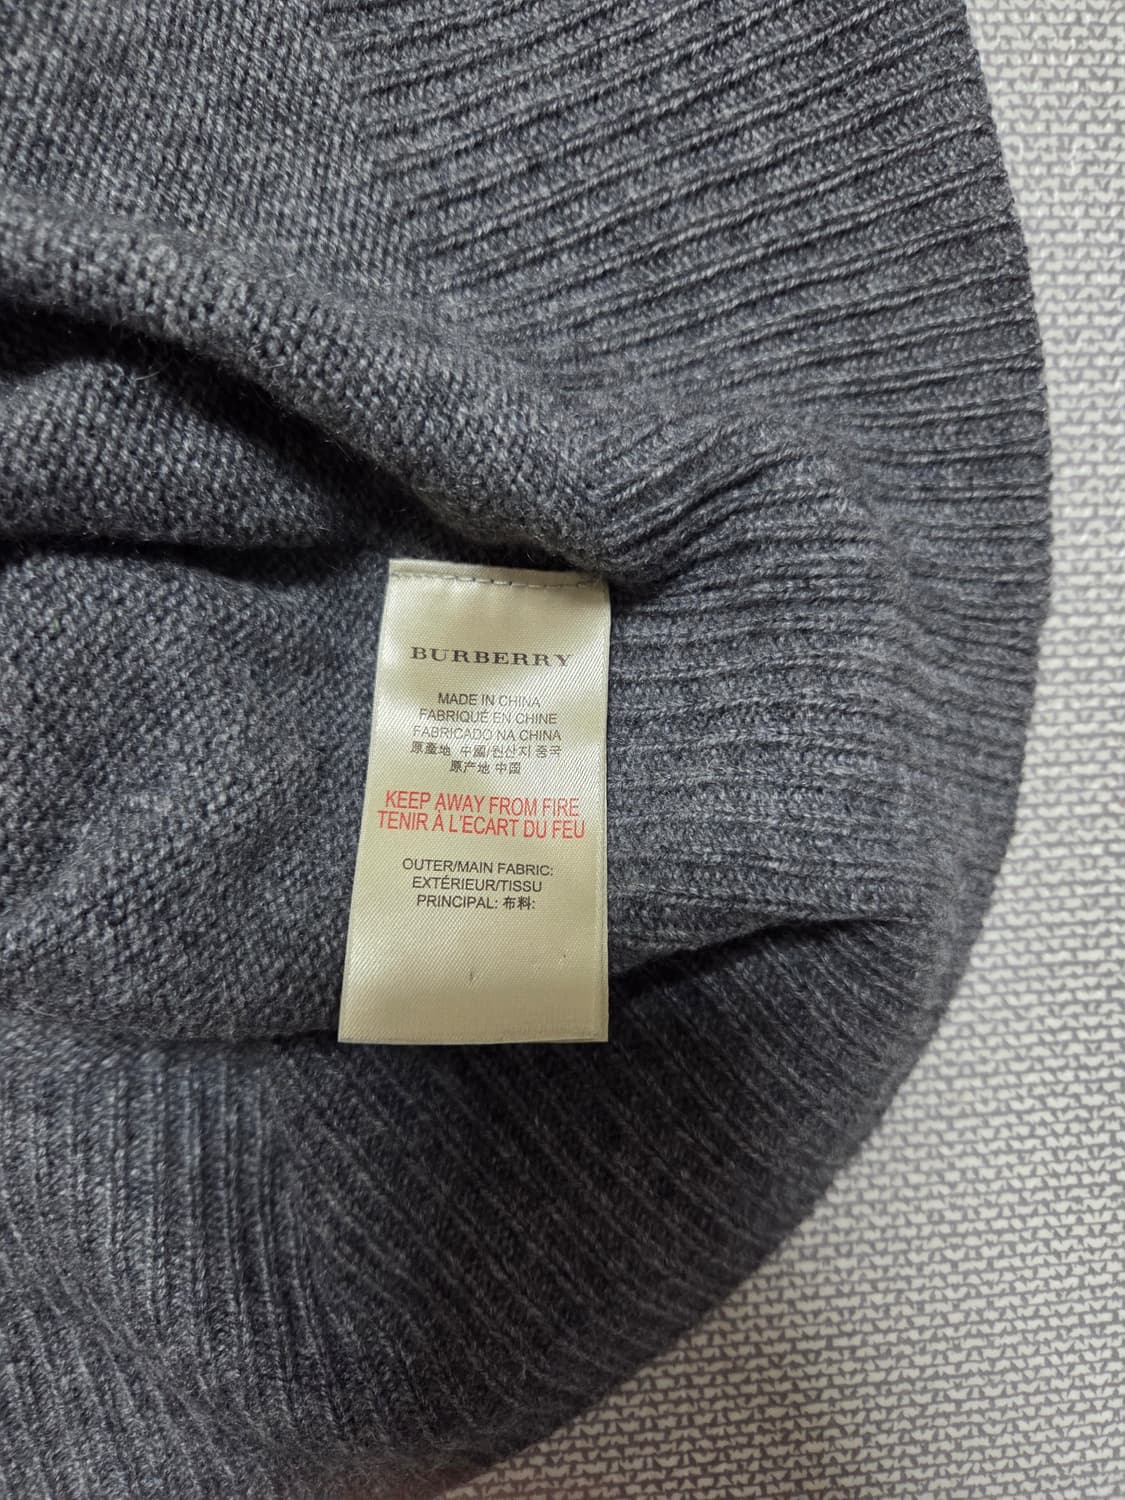 BURBERRY
MADE IN CHINA
FABRIQUÉ EN CHINE
FABRICADO NA CHINA
原產地 中國/원산지 중국
原产地 中国
KEEP AWAY FROM FIRE
TENIR À L'ECART DU FEU
OUTER/MAIN FABRIC:
EXTÉRIEUR/TISSU
PRINCIPAL: 布料: